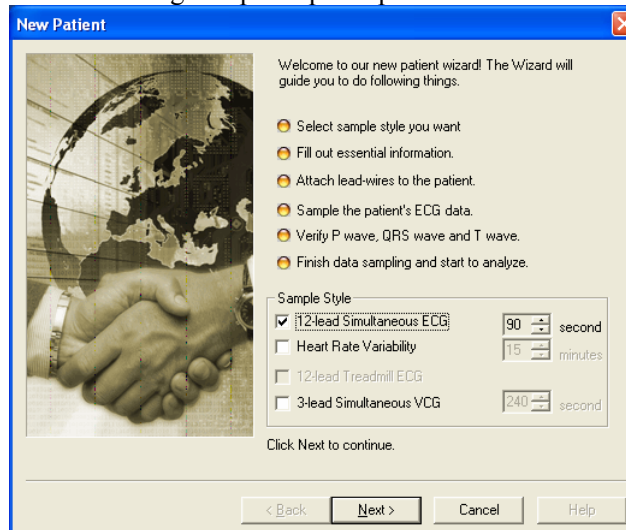 New Patient
Welcome to our new patient wizard! The Wizard will
guide you to do following things.
Select sample style you want
Fill out essential information.
Attach lead-wires to the patient.
Sample the patient's ECG data.
Verify P wave, QRS wave and T wave.
Finish data sampling and start to analyze.
Sample Style
12-lead Simultaneous ECG 90 second
Heart Rate Variability 15 minutes
12-lead Treadmill ECG
3-lead Simultaneous VCG 240 second
Click Next to continue.
< Back Next > Cancel Help